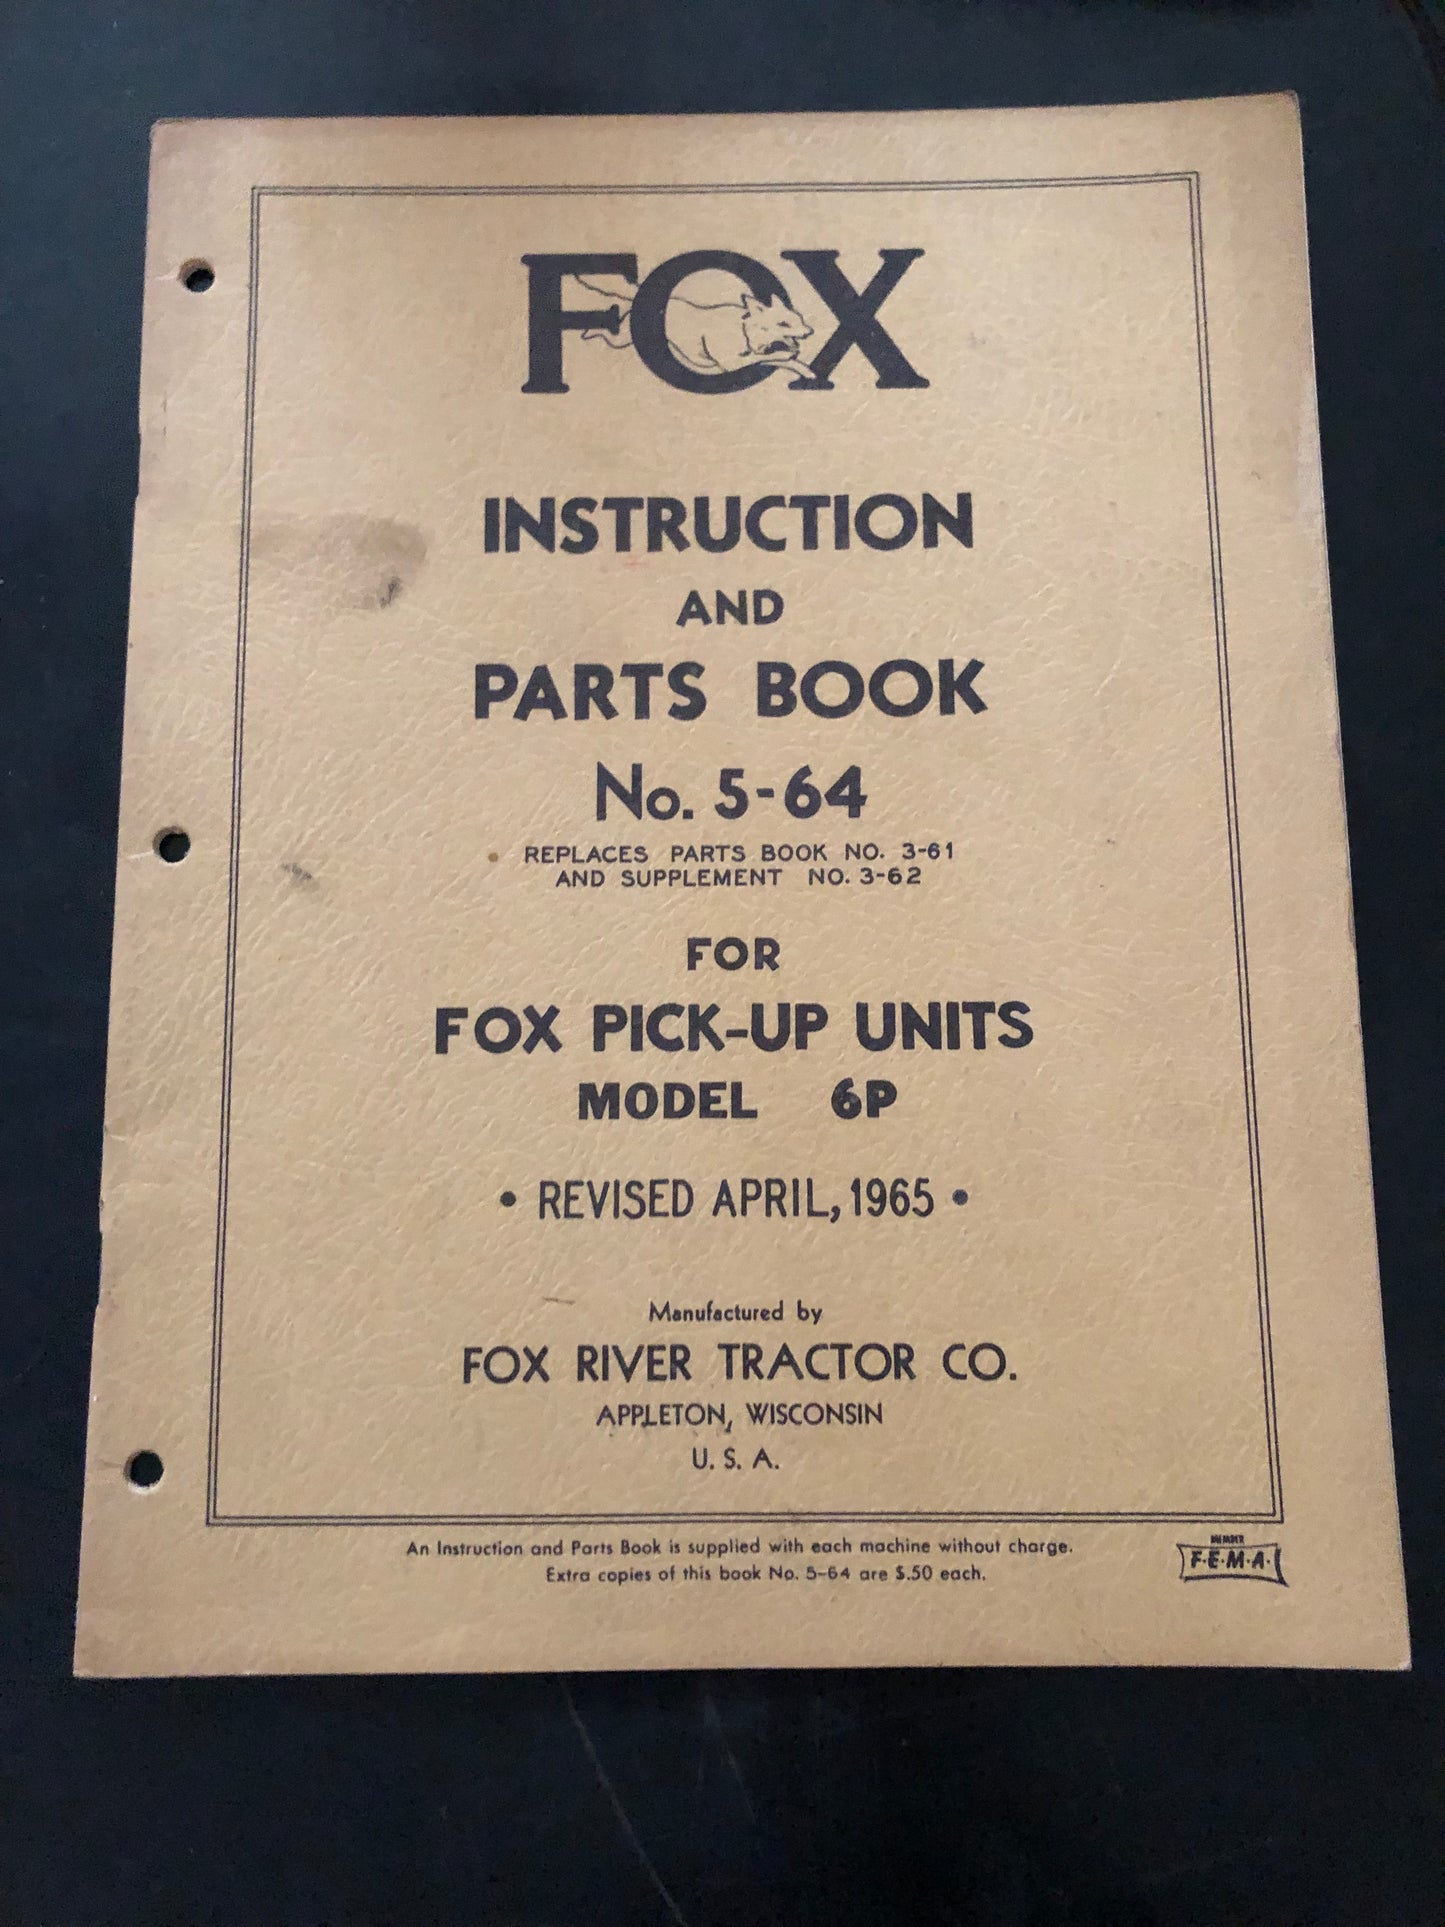 FOX
INSTRUCTION
AND
PARTS BOOK
No. 5-64
REPLACES PARTS BOOK NO. 3-61
AND SUPPLEMENT NO. 3-62
FOR
FOX PICK-UP UNITS
MODEL 6P
• REVISED APRIL, 1965 •
Manufactured by
FOX RIVER TRACTOR CO.
APPLETON, WISCONSIN
U. S. A.
An Instruction and Parts Book is supplied with each machine without charge.
Extra copies of this book No. 5-64 are $.50 each.
MEMBER
F·E·M·A·